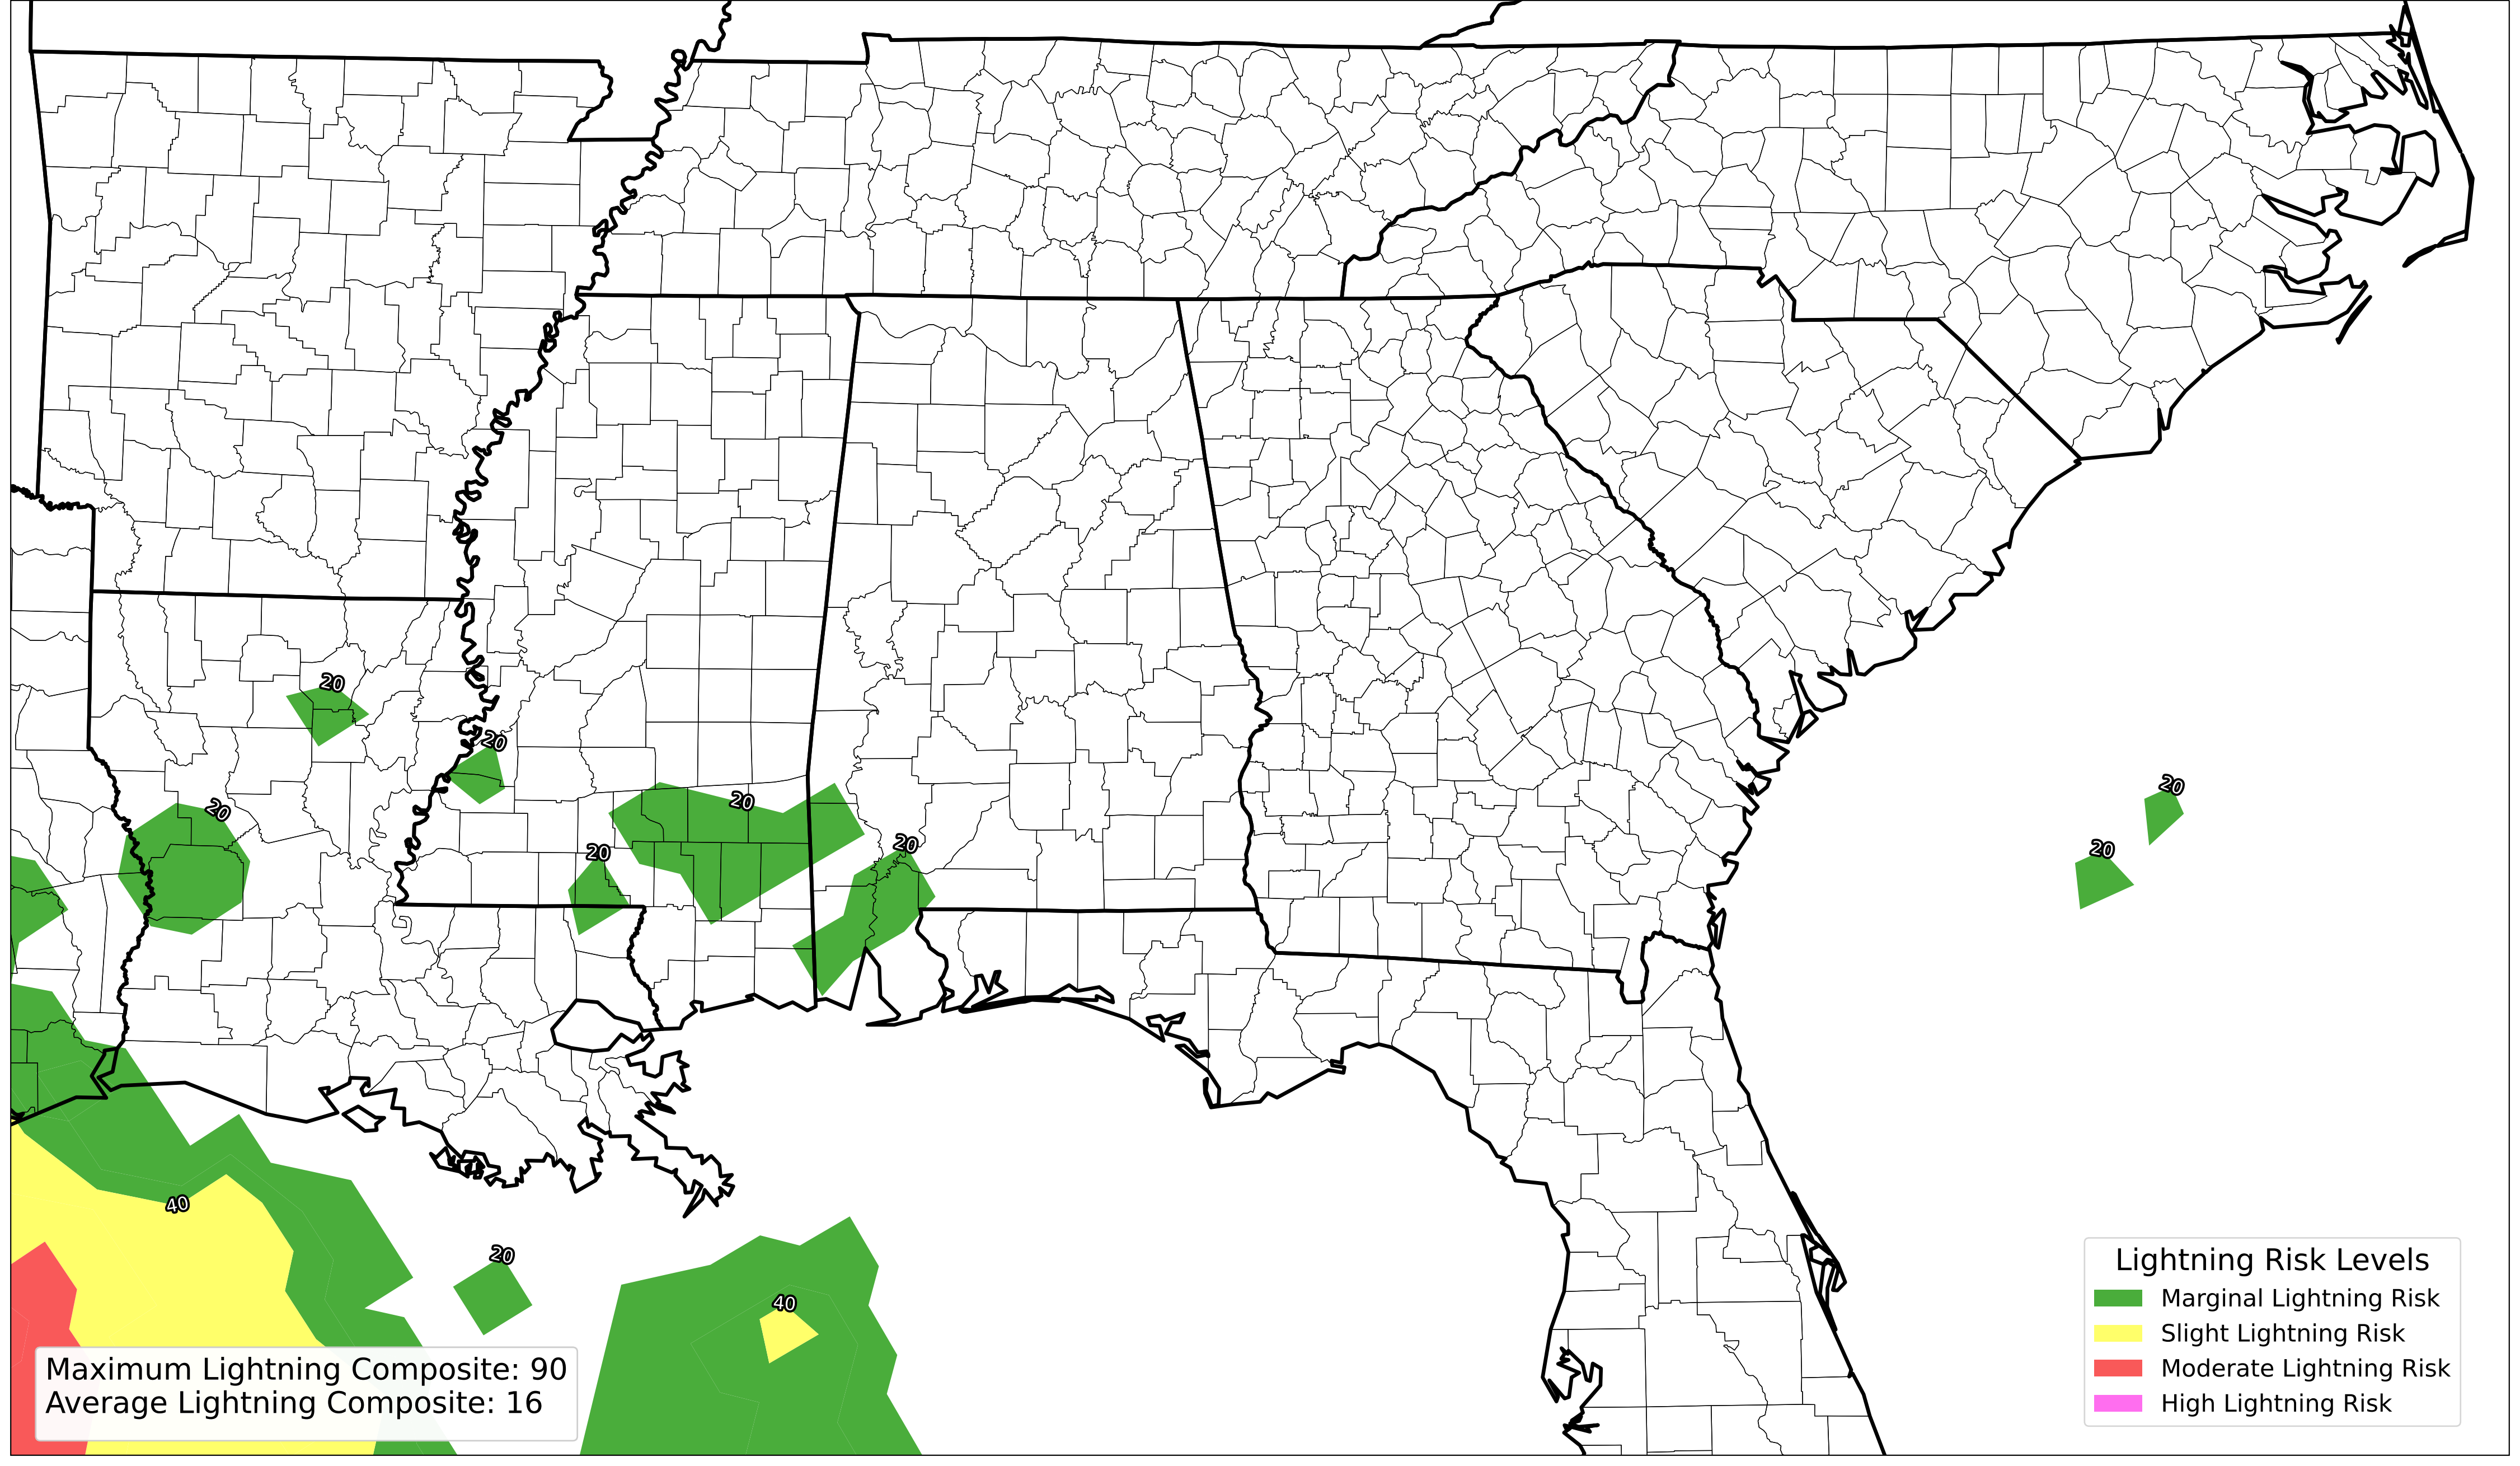 20
20
20
20
20
20
20
20
40
20
40
Maximum Lightning Composite: 90
Average Lightning Composite: 16
Lightning Risk Levels
Marginal Lightning Risk
Slight Lightning Risk
Moderate Lightning Risk
High Lightning Risk